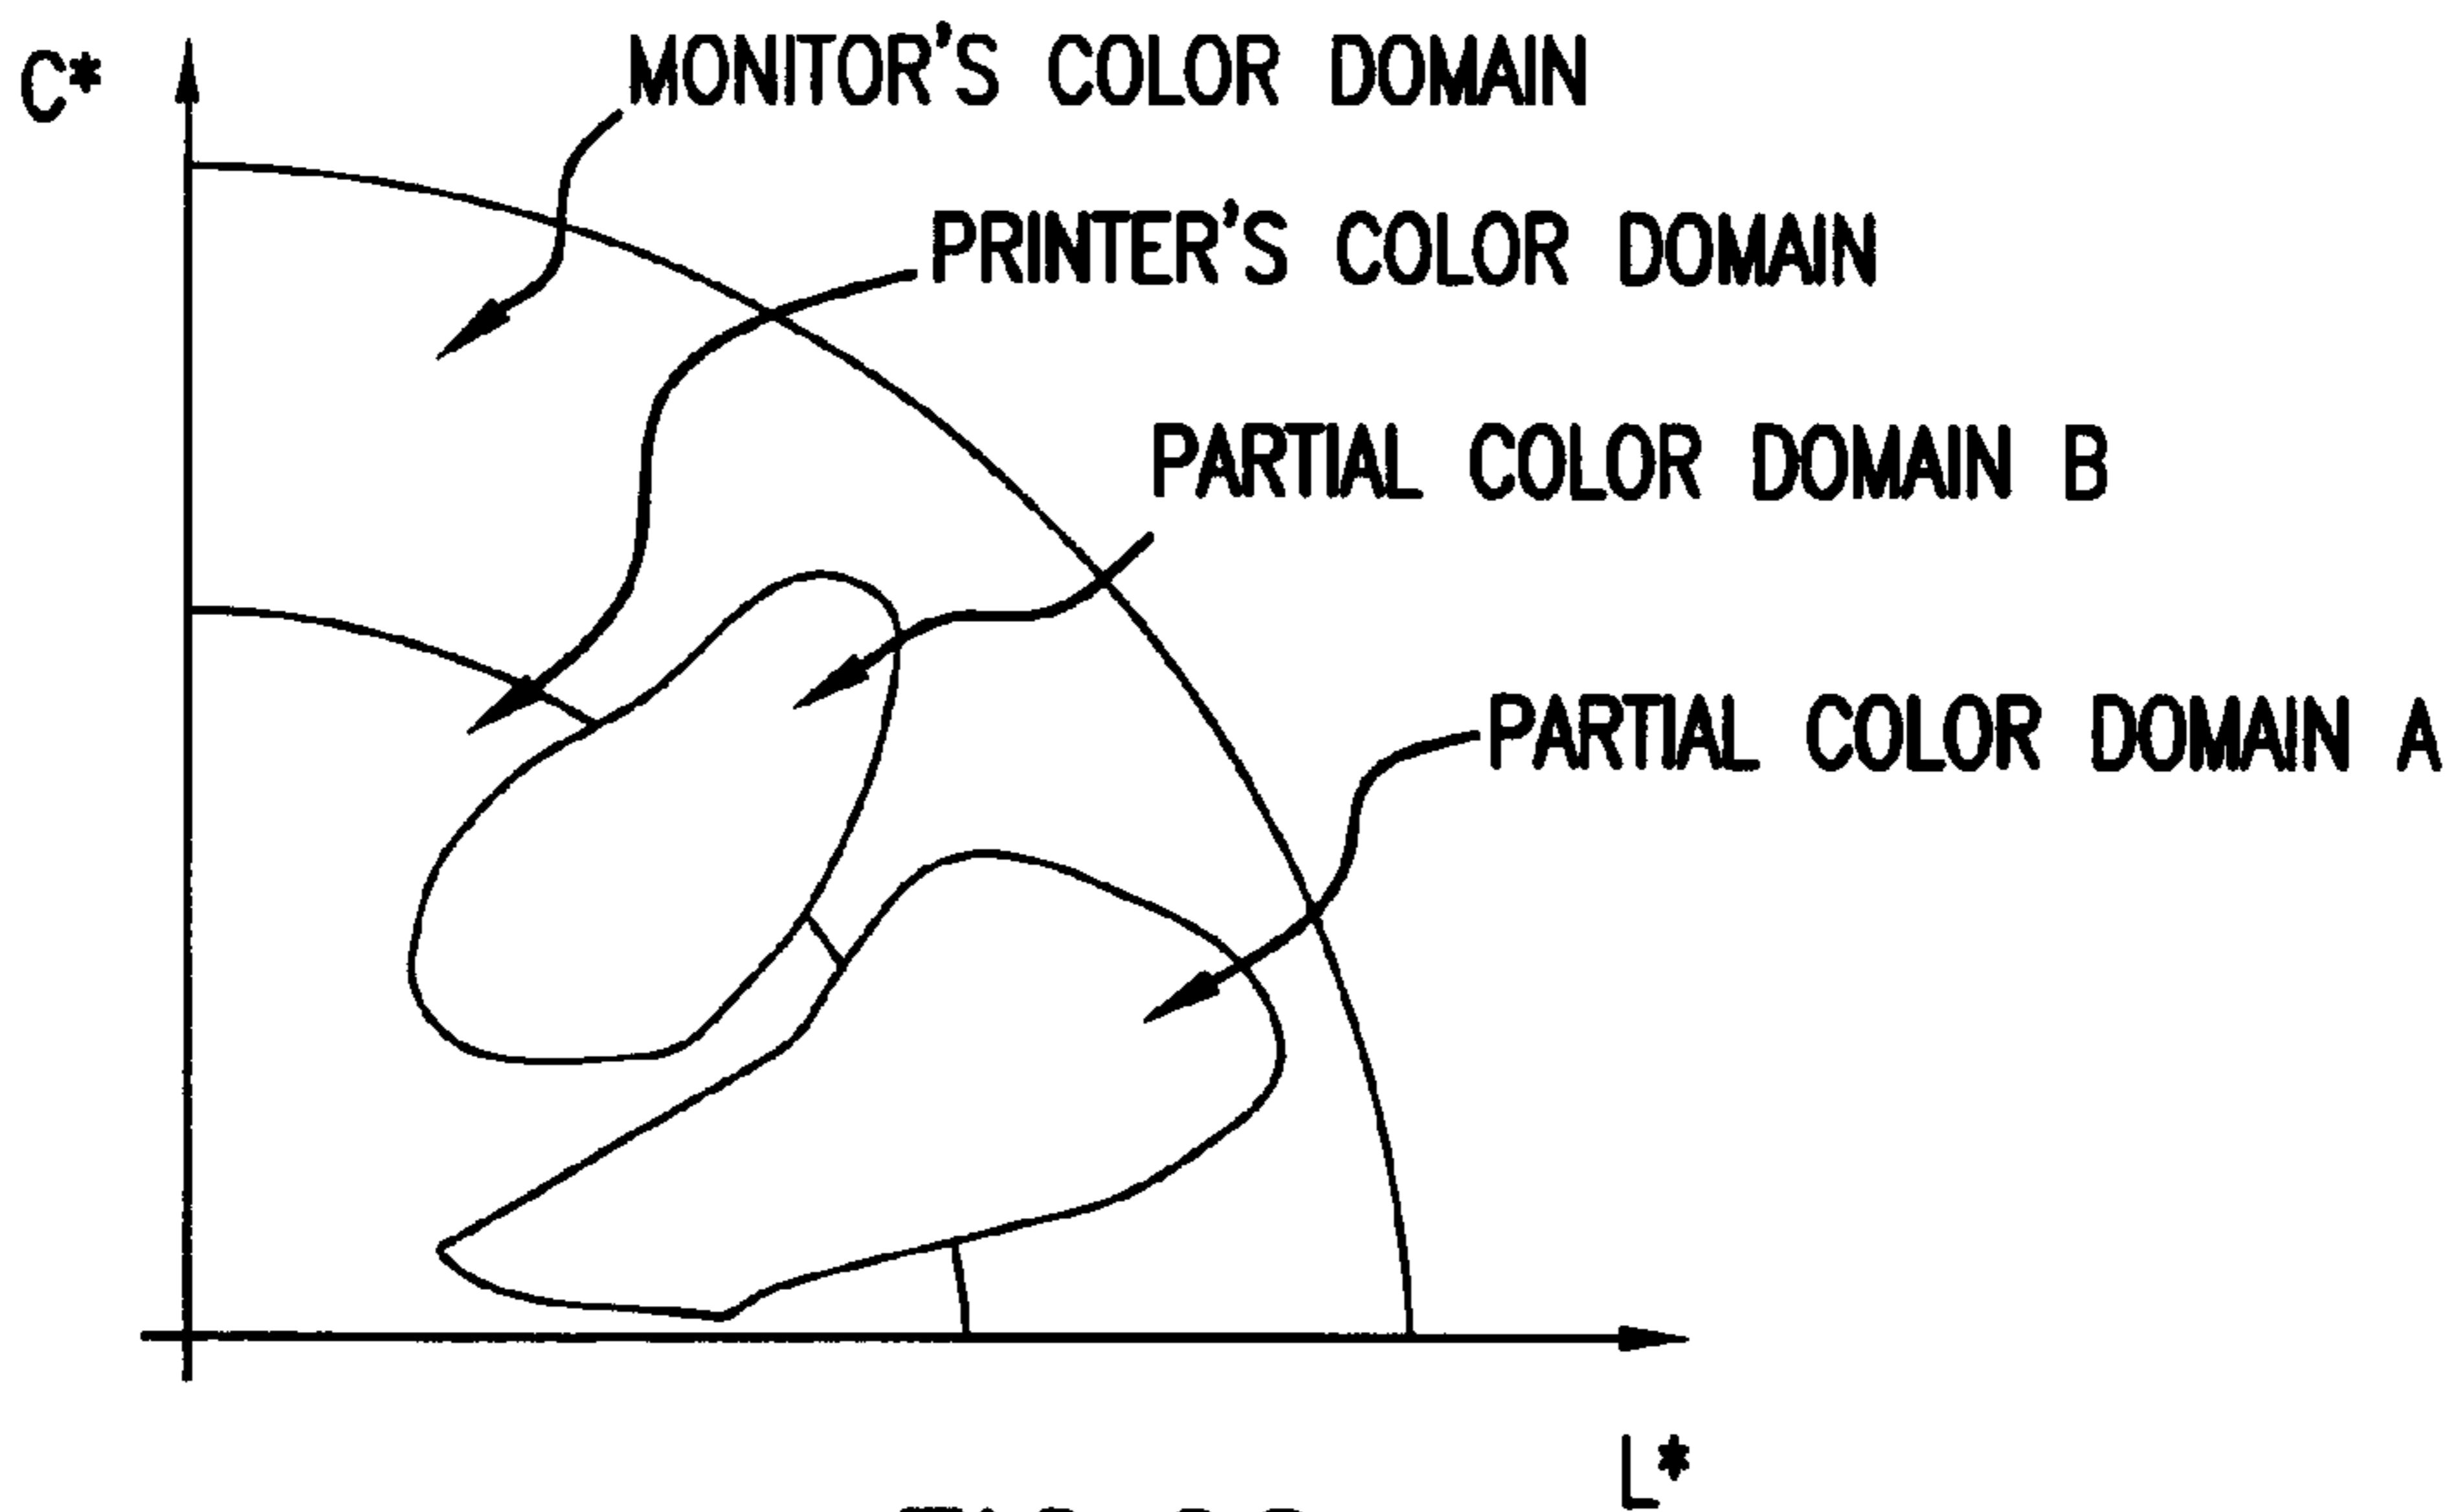 C*
MONITOR'S COLOR DOMAIN
PRINTER'S COLOR DOMAIN
PARTIAL COLOR DOMAIN B
PARTIAL COLOR DOMAIN A
L*